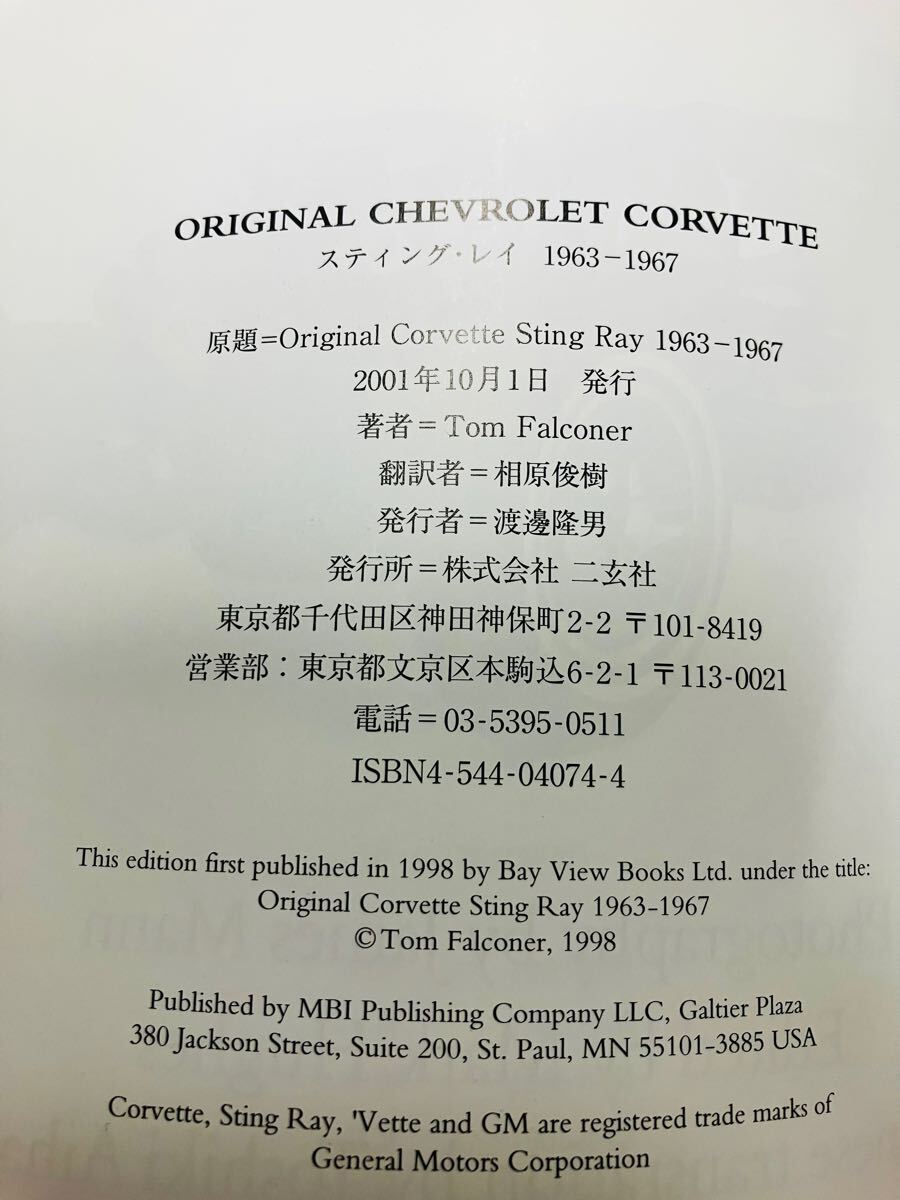 ORIGINAL CHEVROLET CORVETTE
スティング・レイ 1963−1967
原題=Original Corvette Sting Ray 1963−1967
2001年10月1日 発行
著者=Tom Falconer
翻訳者=相原俊樹
発行者=渡邊隆男
発行所=株式会社 二玄社
東京都千代田区神田神保町2-2 〒101-8419
営業部：東京都文京区本駒込6-2-1 〒113-0021
電話=03-5395-0511
ISBN4-544-04074-4
This edition first published in 1998 by Bay View Books Ltd. under the title:
Original Corvette Sting Ray 1963–1967
© Tom Falconer, 1998
Published by MBI Publishing Company LLC, Galtier Plaza
380 Jackson Street, Suite 200, St. Paul, MN 55101–3885 USA
Corvette, Sting Ray, 'Vette and GM are registered trade marks of
General Motors Corporation